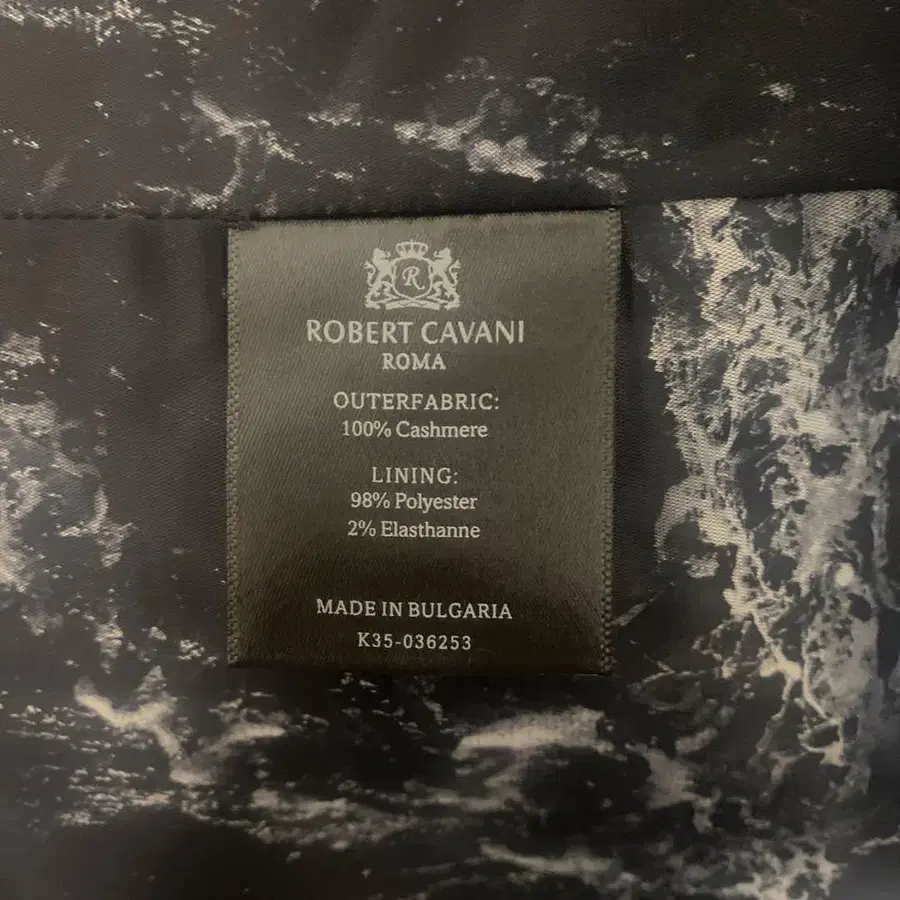 R
ROBERT CAVANI
ROMA
OUTERFABRIC:
100% Cashmere
LINING:
98% Polyester
2% Elasthanne
MADE IN BULGARIA
K35-036253